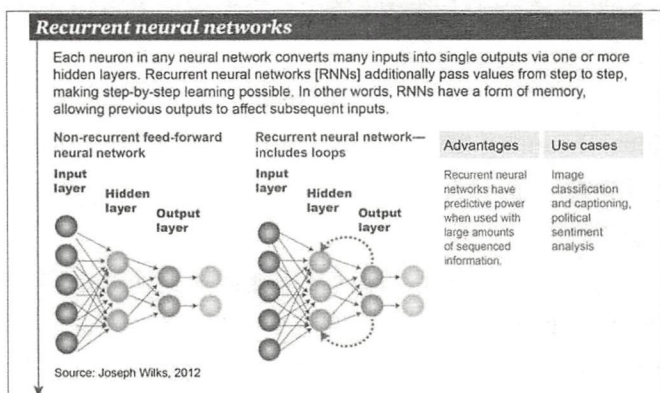 Recurrent neural networks
Each neuron in any neural network converts many inputs into single outputs via one or more
hidden layers. Recurrent neural networks [RNNs] additionally pass values from step to step,
making step-by-step learning possible. In other words, RNNs have a form of memory,
allowing previous outputs to affect subsequent inputs.
Non-recurrent feed-forward
neural network
Input
layer
Hidden
layer
Output
layer
Recurrent neural network—
includes loops
Input
layer
Hidden
layer
Output
layer
Advantages
Recurrent neural
networks have
predictive power
when used with
large amounts
of sequenced
information.
Use cases
Image
classification
and captioning,
political
sentiment
analysis
Source: Joseph Wilks, 2012